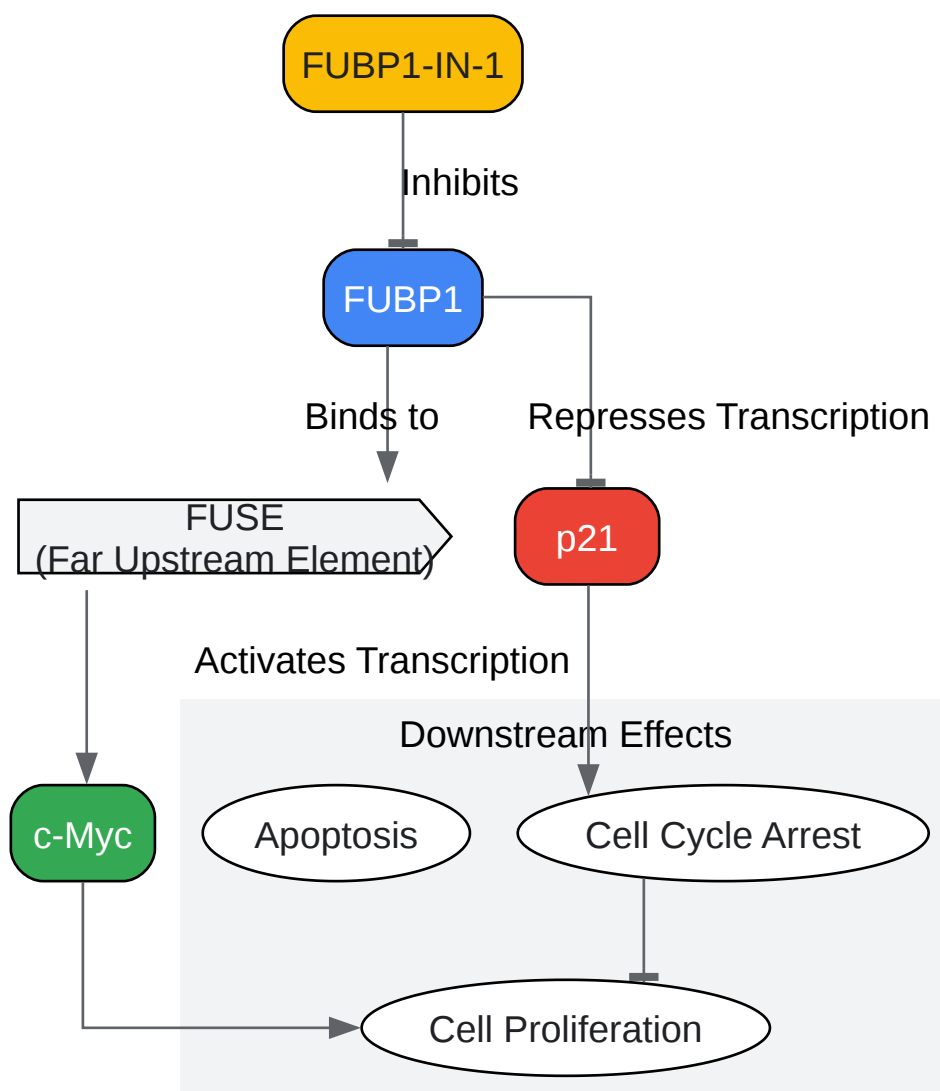 FUBP1-IN-1
Inhibits
FUBP1
Binds to
Represses Transcription
FUSE
(Far Upstream Element)
p21
Activates Transcription
Downstream Effects
c-Myc
Apoptosis
Cell Cycle Arrest
Cell Proliferation